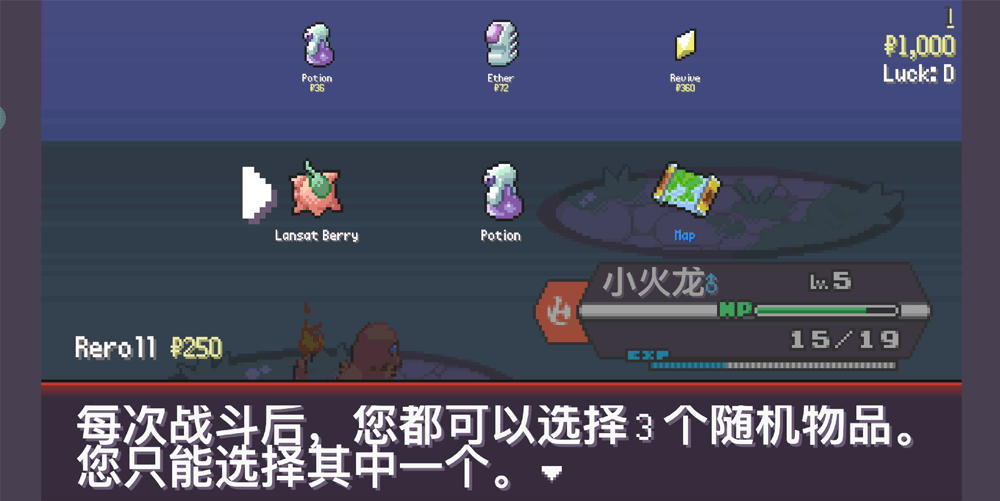 1
₽1,000
Luck: D
Potion
₽36
Ether
₽72
Revive
₽360
Lansat Berry
Potion
Map
小火龙♂ Lv.5
HP
15/19
EXP
Reroll ₽250
每次战斗后，您都可以选择3个随机物品。
您只能选择其中一个。